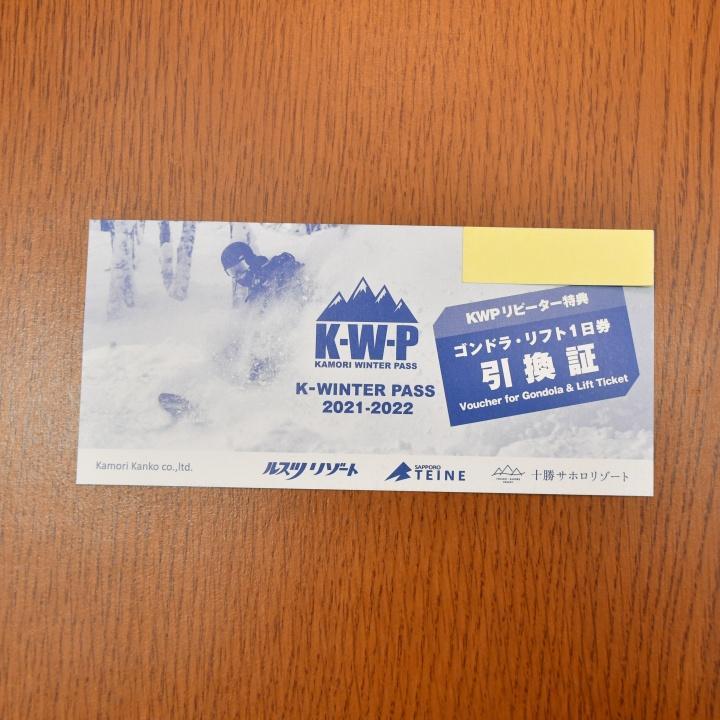 K-W-P
KAMORI WINTER PASS
K-WINTER PASS
2021-2022
KWPリピーター特典
ゴンドラ・リフト1日券
引換証
Voucher for Gondola & Lift Ticket
Kamori Kanko co.,ltd.
ルスツリゾート
SAPPORO
TEINE
十勝サホロリゾート